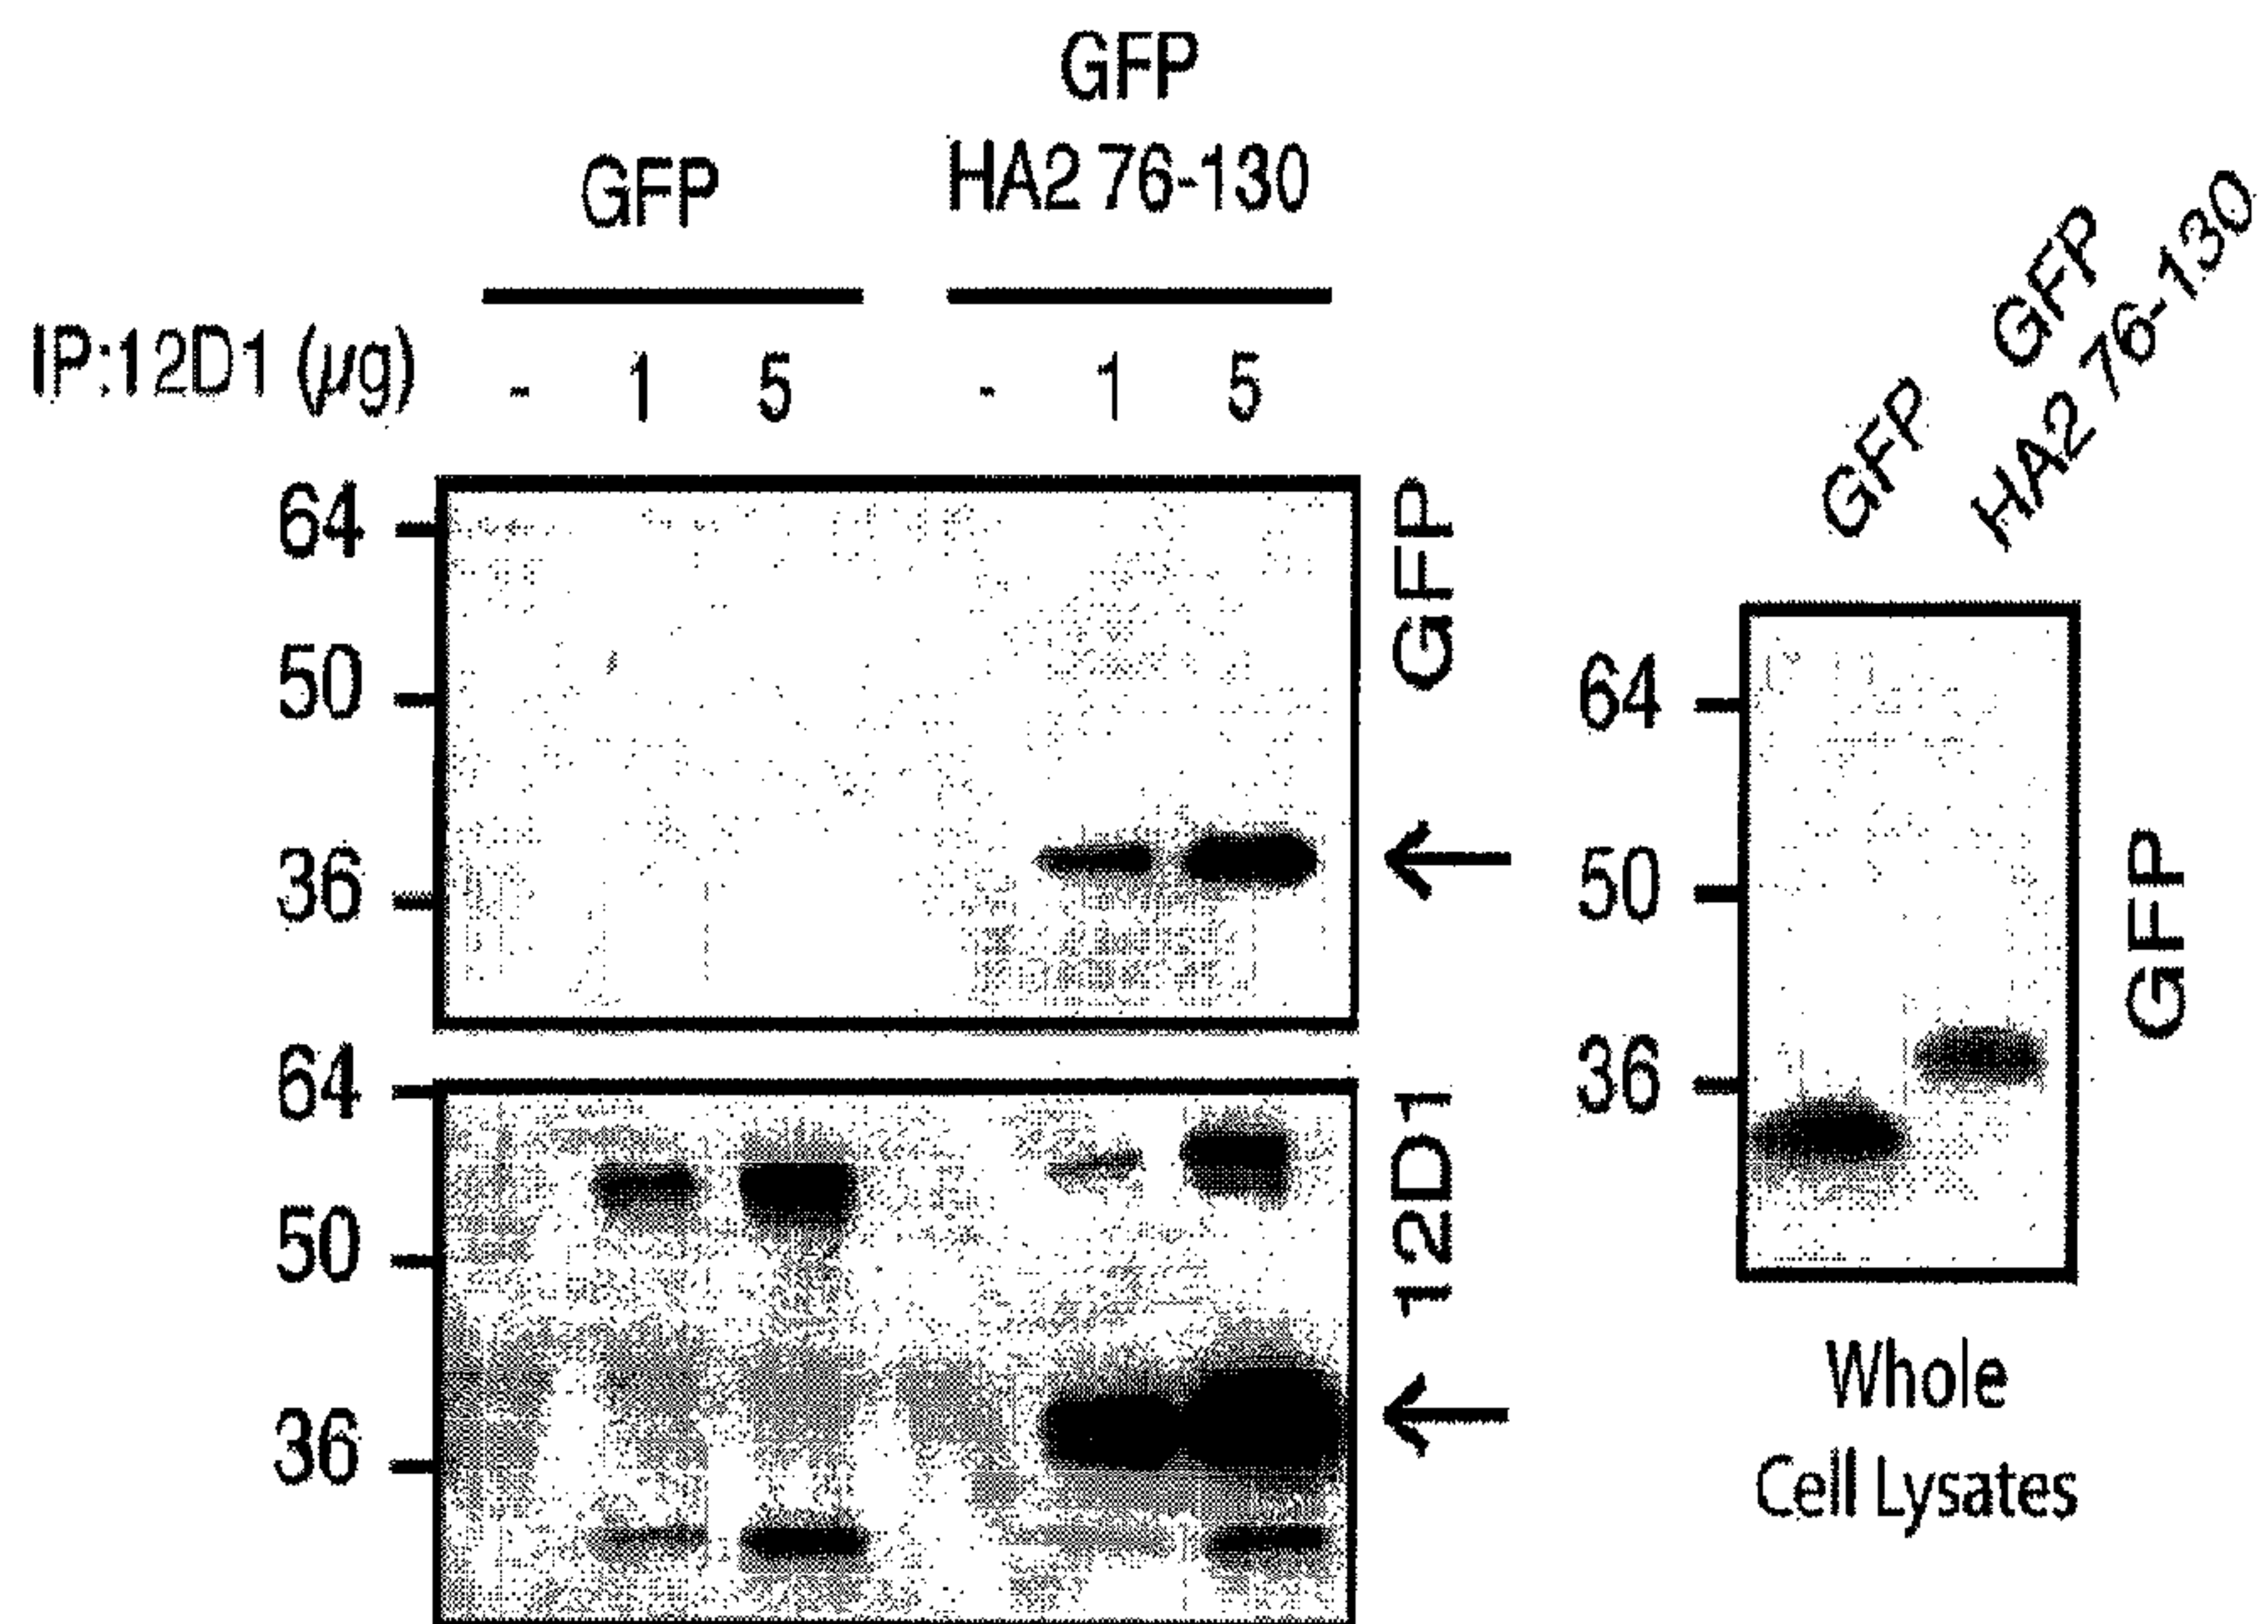 GFP
GFP
HA2 76-130
IP:12D1 (µg)
- 1 5 - 1 5
64
50
36
GFP
64
50
36
12D1
GFP
GFP
HA2 76-130
64
50
36
GFP
Whole
Cell Lysates